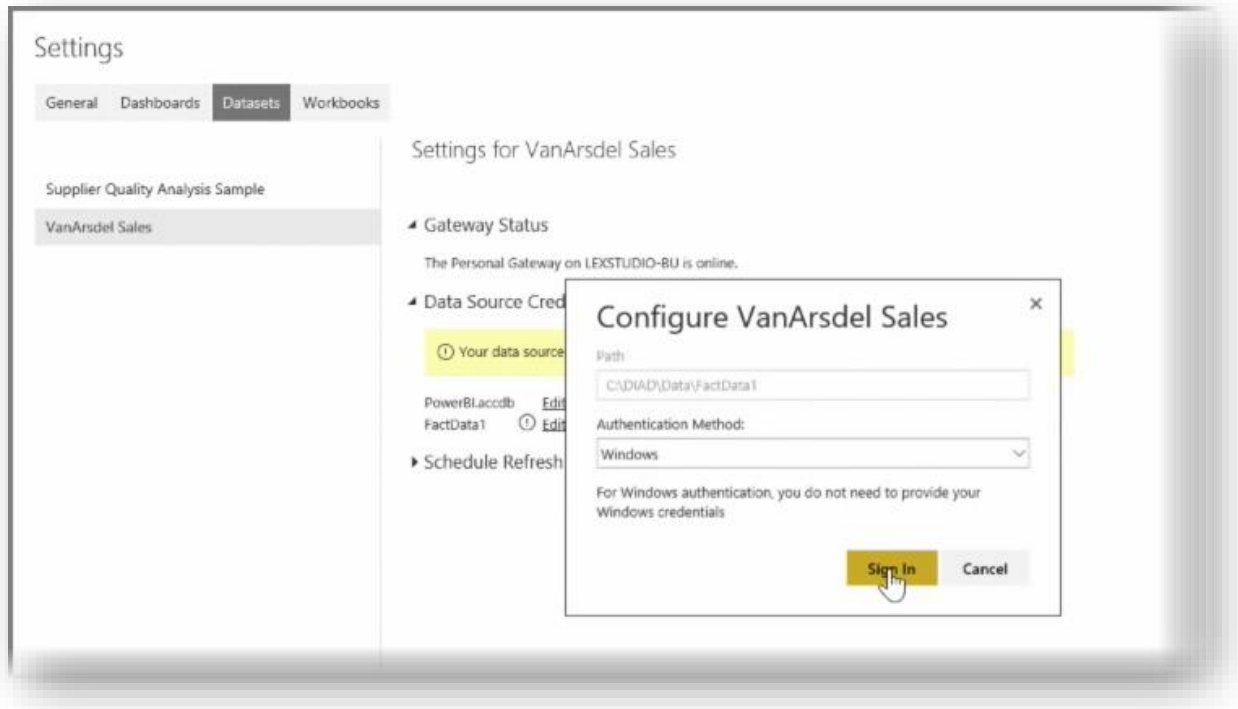 Settings
General Dashboards Datasets Workbooks
Supplier Quality Analysis Sample
VanArsdel Sales
Settings for VanArsdel Sales
Gateway Status
The Personal Gateway on LEXSTUDIO-BU is online.
Data Source Cred
Your data source
PowerBI.accdb Edit
FactData1 Edit
Schedule Refresh
Configure VanArsdel Sales
Path
C:\DIAD\Data\FactData1
Authentication Method:
Windows
For Windows authentication, you do not need to provide your
Windows credentials
Sign In Cancel